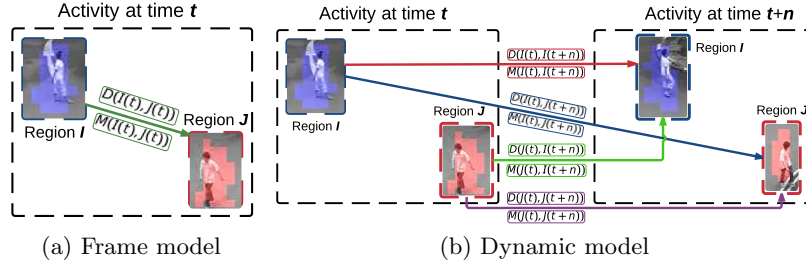 Activity at time t
Region I
D(I(t), J(t))
M(I(t), J(t))
Region J
(a) Frame model
Activity at time t
Activity at time t+n
Region I
Region J
D(I(t), I(t+n))
M(I(t), I(t+n))
D(I(t), J(t+n))
M(I(t), J(t+n))
D(J(t), I(t+n))
M(J(t), I(t+n))
D(J(t), J(t+n))
M(J(t), J(t+n))
Region I
Region J
(b) Dynamic model